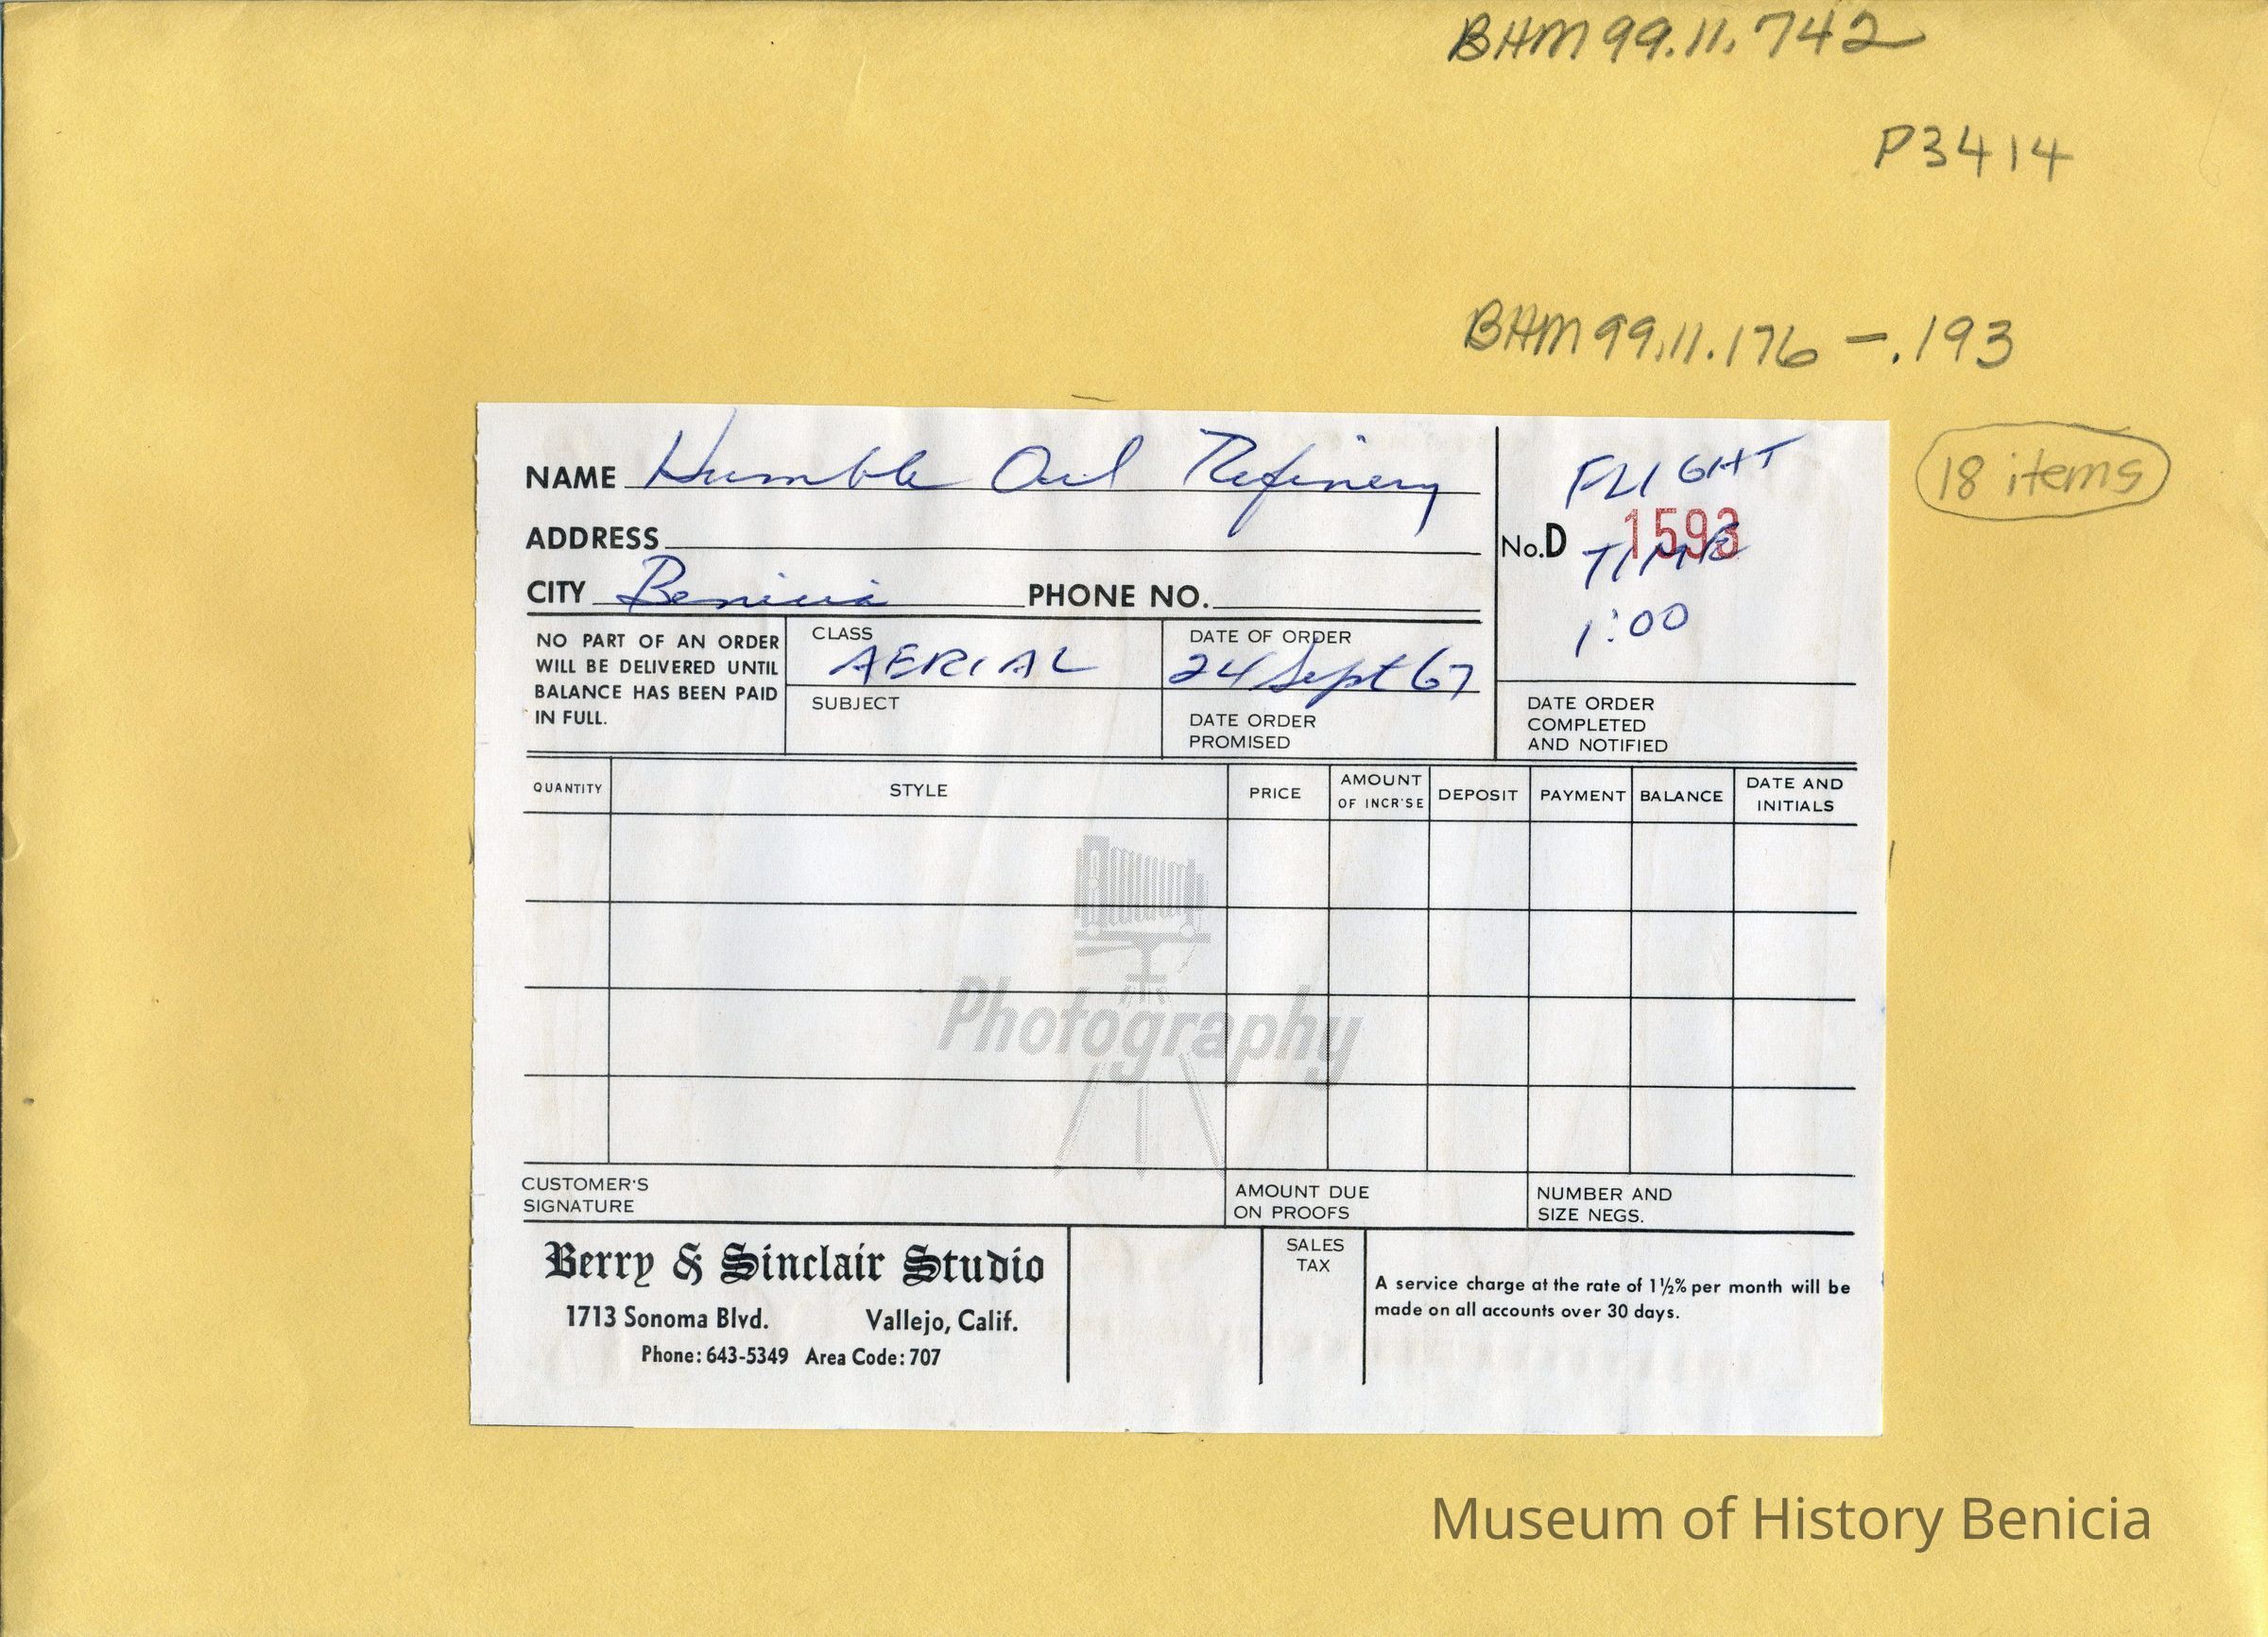 BHM 99.11.742
P3414
BHM 99.11.176 -.193
18 items
NAME Humble Oil Refinery
FLIGHT
ADDRESS
No. D 1593
TIME
CITY Benicia PHONE NO.
1:00
NO PART OF AN ORDER
WILL BE DELIVERED UNTIL
BALANCE HAS BEEN PAID
IN FULL.
CLASS
AERIAL
SUBJECT
DATE OF ORDER
24 Sept 67
DATE ORDER
PROMISED
DATE ORDER
COMPLETED
AND NOTIFIED
QUANTITY STYLE PRICE AMOUNT OF INCR'SE DEPOSIT PAYMENT BALANCE DATE AND INITIALS
Photography
CUSTOMER'S
SIGNATURE
AMOUNT DUE
ON PROOFS
NUMBER AND
SIZE NEGS.
Berry & Sinclair Studio
1713 Sonoma Blvd. Vallejo, Calif.
Phone: 643-5349 Area Code: 707
SALES
TAX
A service charge at the rate of 1½% per month will be
made on all accounts over 30 days.
Museum of History Benicia